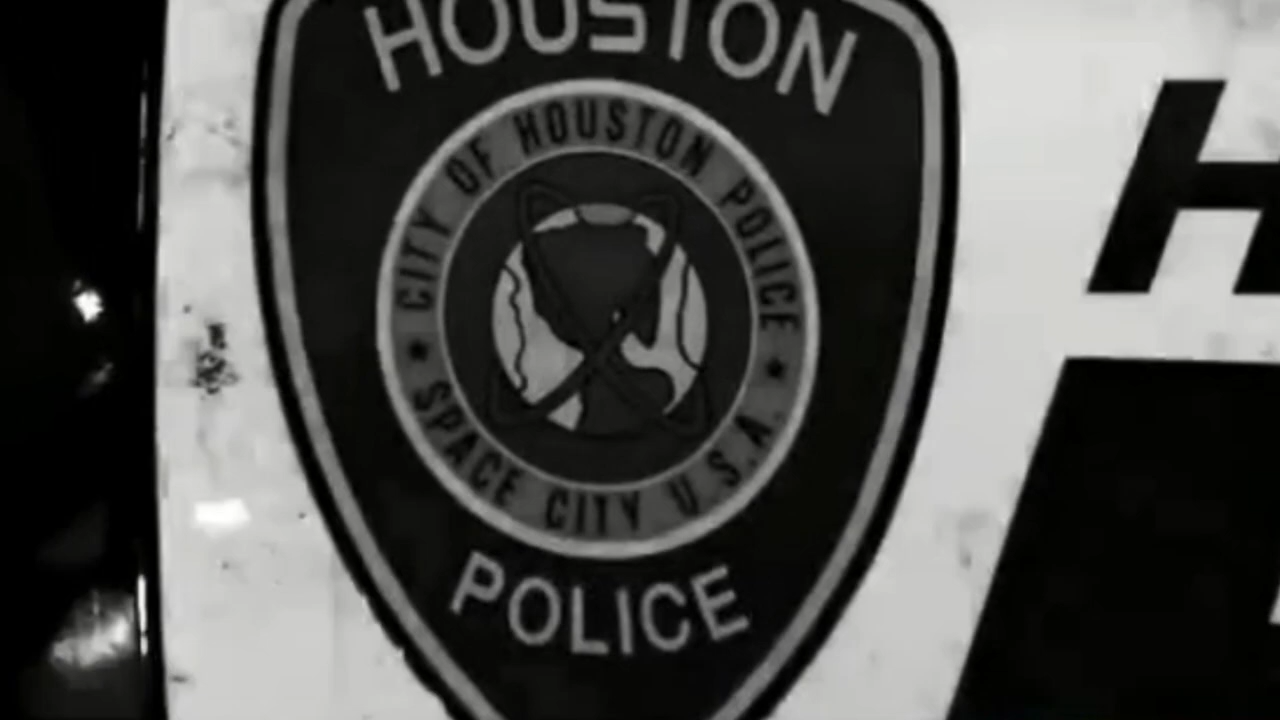 HOUSTON
CITY OF HOUSTON POLICE
★ SPACE CITY U.S.A. ★
POLICE
H